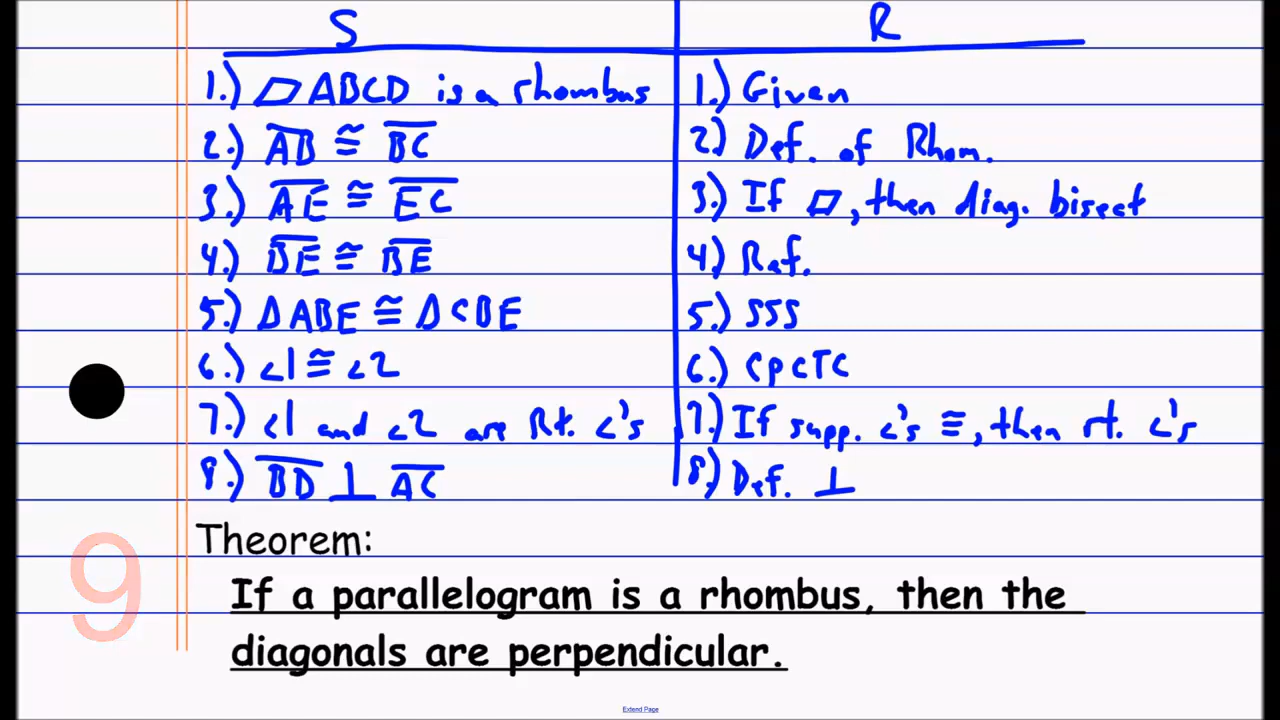 S R
1.) ▱ABCD is a rhombus 1.) Given
2.) AB ≅ BC 2.) Def. of Rhom.
3.) AE ≅ EC 3.) If ▱, then diag. bisect
4.) BE ≅ BE 4.) Ref.
5.) ΔABE ≅ ΔCBE 5.) SSS
6.) ∠1 ≅ ∠2 6.) CPCTC
7.) ∠1 and ∠2 are Rt. ∠'s 7.) If supp. ∠'s ≅, then rt. ∠'s
8.) BD ⊥ AC 8.) Def. ⊥
Theorem:
9
If a parallelogram is a rhombus, then the
diagonals are perpendicular.
Extend Page